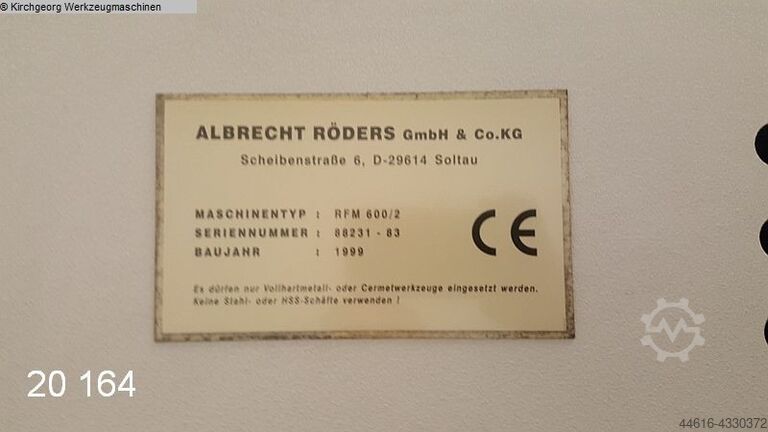 ® Kirchgeorg Werkzeugmaschinen
ALBRECHT RÖDERS GmbH & Co.KG
Scheibenstraße 6, D-29614 Soltau
MASCHINENTYP : RFM 600/2
SERIENNUMMER : 88231 - 83
BAUJAHR : 1999
CE
Es dürfen nur Vollhartmetall- oder Cermetwerkzeuge eingesetzt werden.
Keine Stahl- oder HSS-Schäfte verwenden !
20 164
44616-4330372